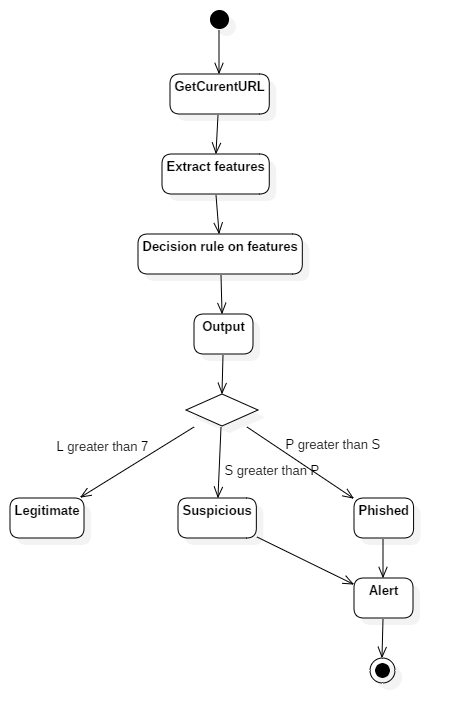 GetCurentURL
Extract features
Decision rule on features
Output
L greater than 7
P greater than S
S greater than P
Legitimate
Suspicious
Phished
Alert